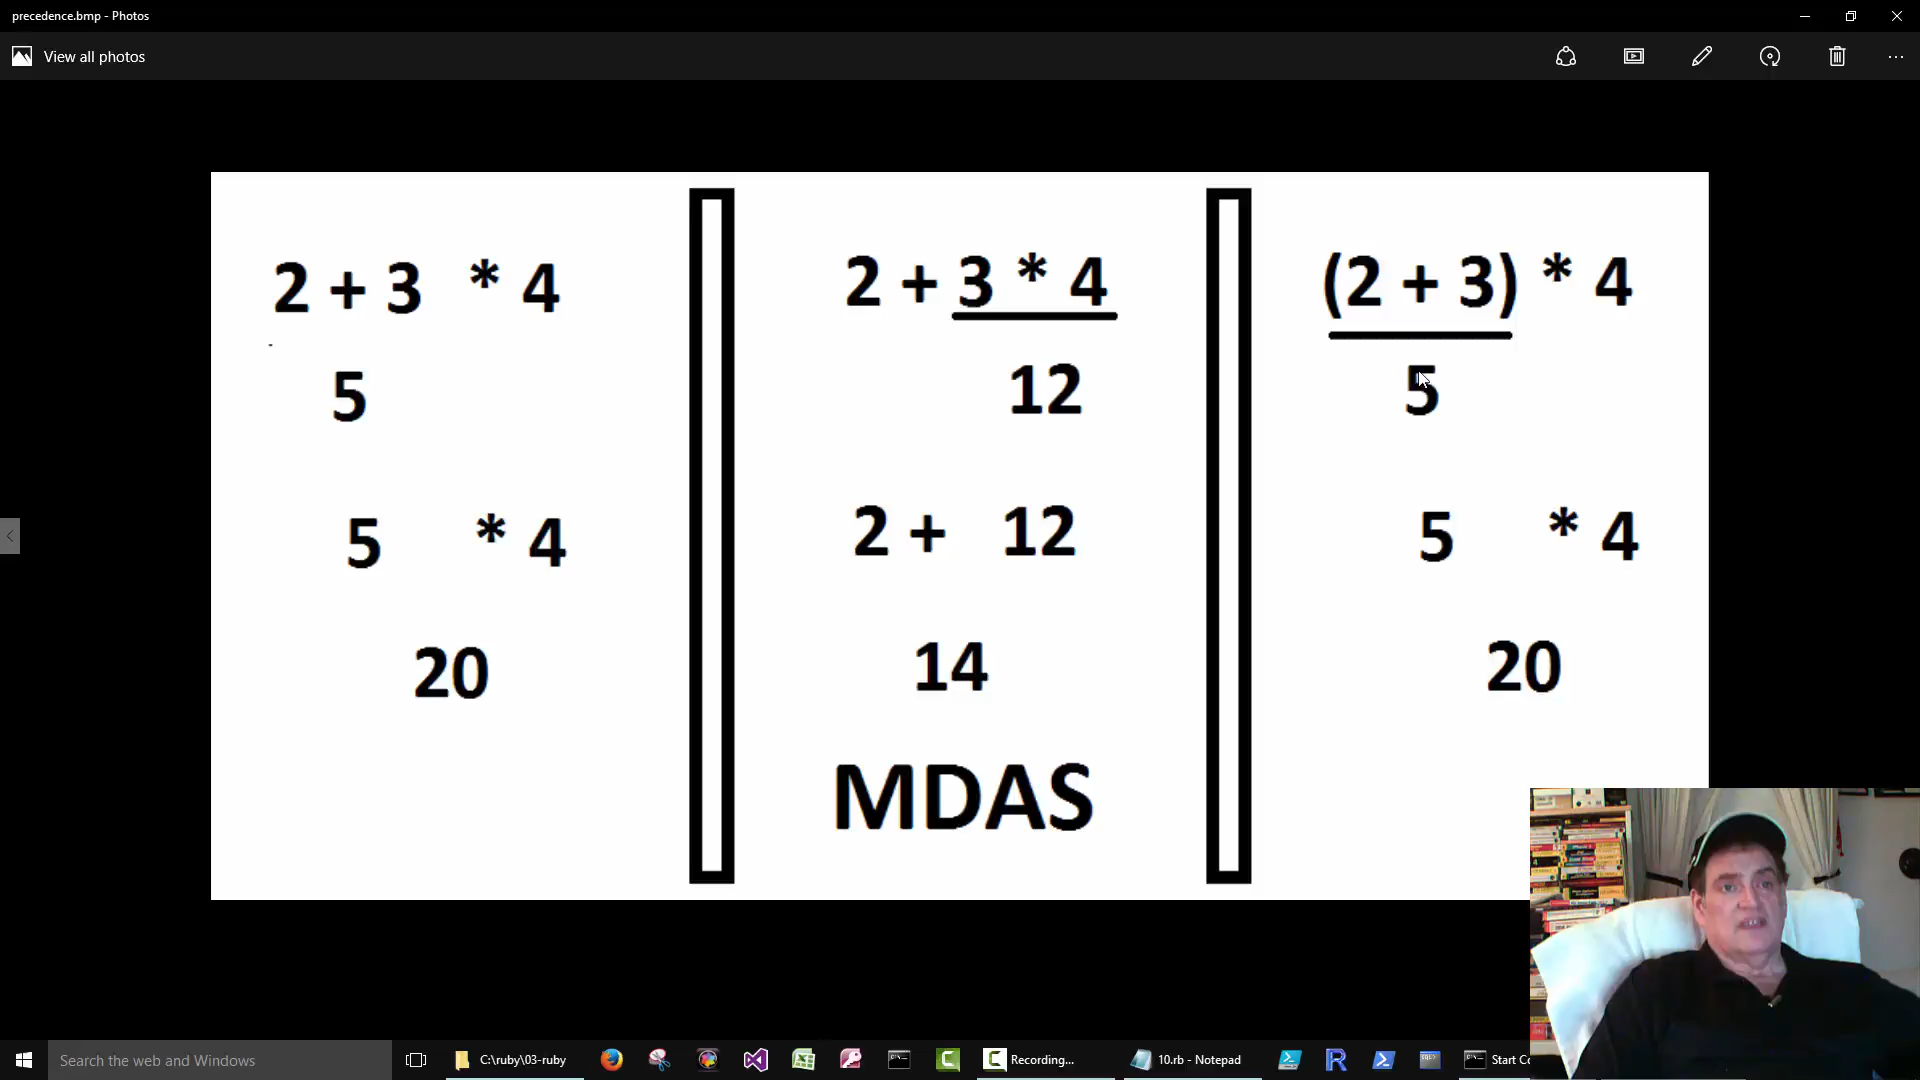 precedence.bmp - Photos
View all photos
2 + 3 * 4
5
5 * 4
20
2 + 3 * 4
12
2 + 12
14
MDAS
(2 + 3) * 4
5
5 * 4
20
Search the web and Windows
C:\ruby\03-ruby
Recording...
10.rb - Notepad
Start Co